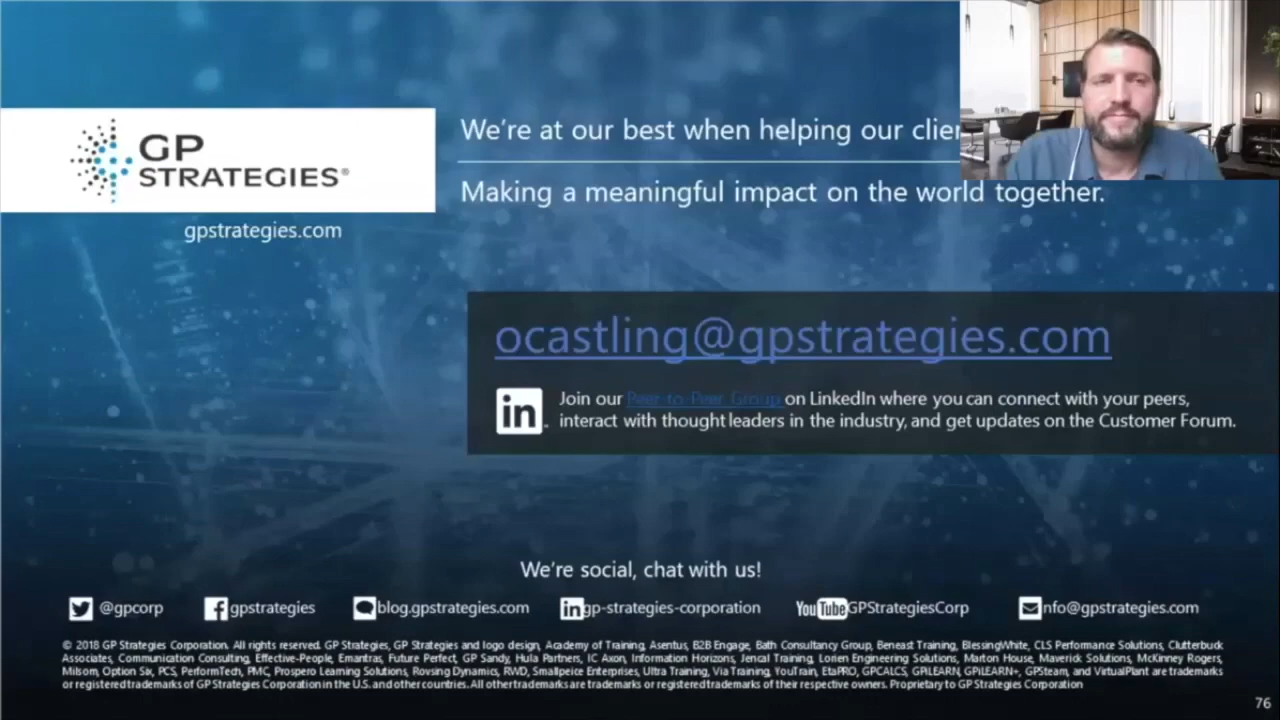 GP
STRATEGIES®
gpstrategies.com
We're at our best when helping our
Making a meaningful impact on the world together.
ocastling@gpstrategies.com
in
Join our Peer-to-Peer Group on LinkedIn where you can connect with your peers,
interact with thought leaders in the industry, and get updates on the Customer Forum.
We're social, chat with us!
@gpcorp
gpstrategies
blog.gpstrategies.com
in gp-strategies-corporation
YouTube GPStrategiesCorp
nfo@gpstrategies.com
© 2018 GP Strategies Corporation. All rights reserved. GP Strategies, GP Strategies and logo design, Academy of Training, Asentus, B2B Engage, Bath Consultancy Group, Beneast Training, BlessingWhite, CLS Performance Solutions, Clutterbuck
Associates, Communication Consulting, Effective-People, Emantras, Future Perfect, GP Sandy, Hula Partners, IC Axon, Information Horizons, Jencal Training, Lorien Engineering Solutions, Marton House, Maverick Solutions, McKinney Rogers,
Milsom, Option Six, PCS, PerformTech, PMC, Prospero Learning Solutions, Rovsing Dynamics, RWD, Smallpeice Enterprises, Ultra Training, Via Training, YouTrain, EtaPRO, GPCALCS, GPiLEARN, GPiLEARN+, GPSteam, and VirtualPlant are trademarks
or registered trademarks of GP Strategies Corporation in the U.S. and other countries. All other trademarks are trademarks or registered trademarks of their respective owners. Proprietary to GP Strategies Corporation
76